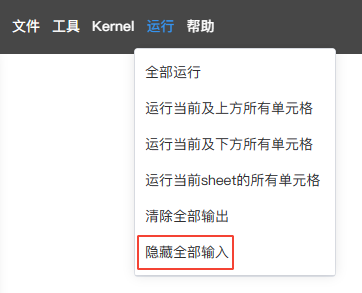 文件 工具 Kernel 运行 帮助
全部运行
运行当前及上方所有单元格
运行当前及下方所有单元格
运行当前sheet的所有单元格
清除全部输出
隐藏全部输入